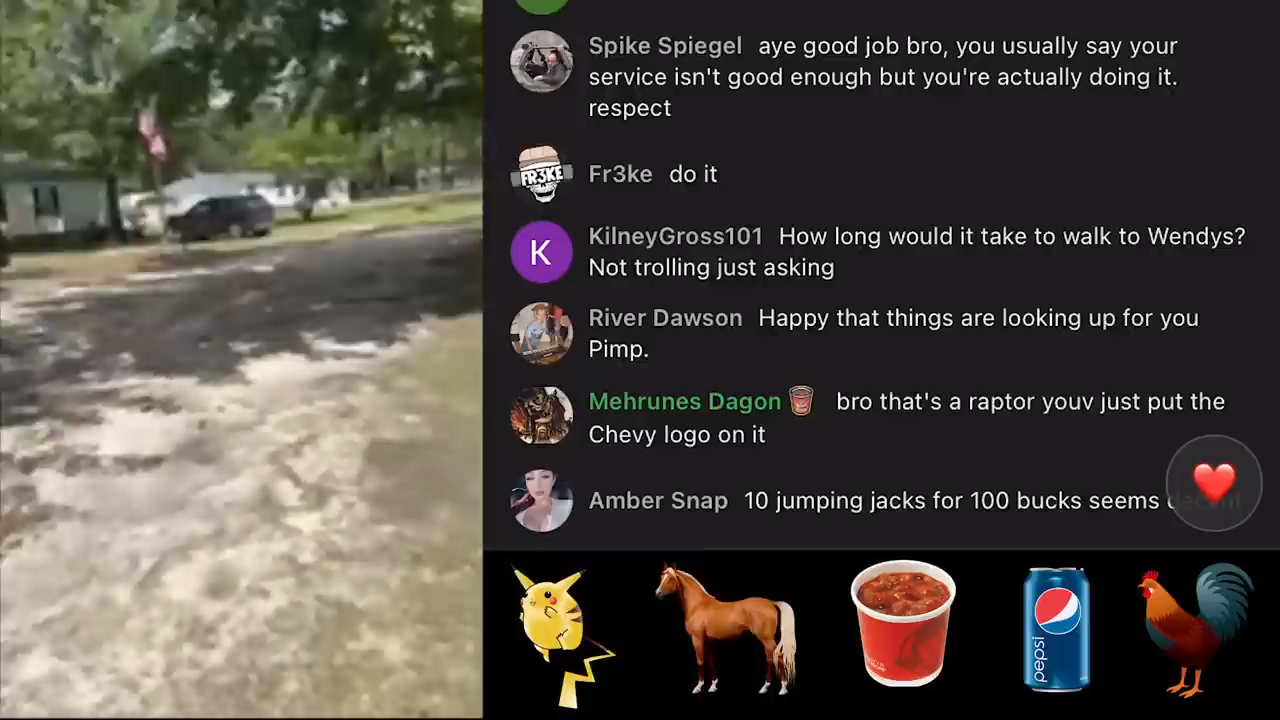 Spike Spiegel aye good job bro, you usually say your
service isn't good enough but you're actually doing it.
respect
FR3KE
Fr3ke do it
K
KilneyGross101 How long would it take to walk to Wendys?
Not trolling just asking
River Dawson Happy that things are looking up for you
Pimp.
Mehrunes Dagon bro that's a raptor youv just put the
Chevy logo on it
Amber Snap 10 jumping jacks for 100 bucks seems decent
pepsi